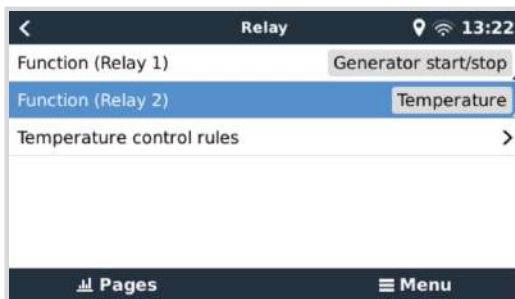 Relay 13:22
Function (Relay 1) Generator start/stop
Function (Relay 2) Temperature
Temperature control rules
Pages Menu